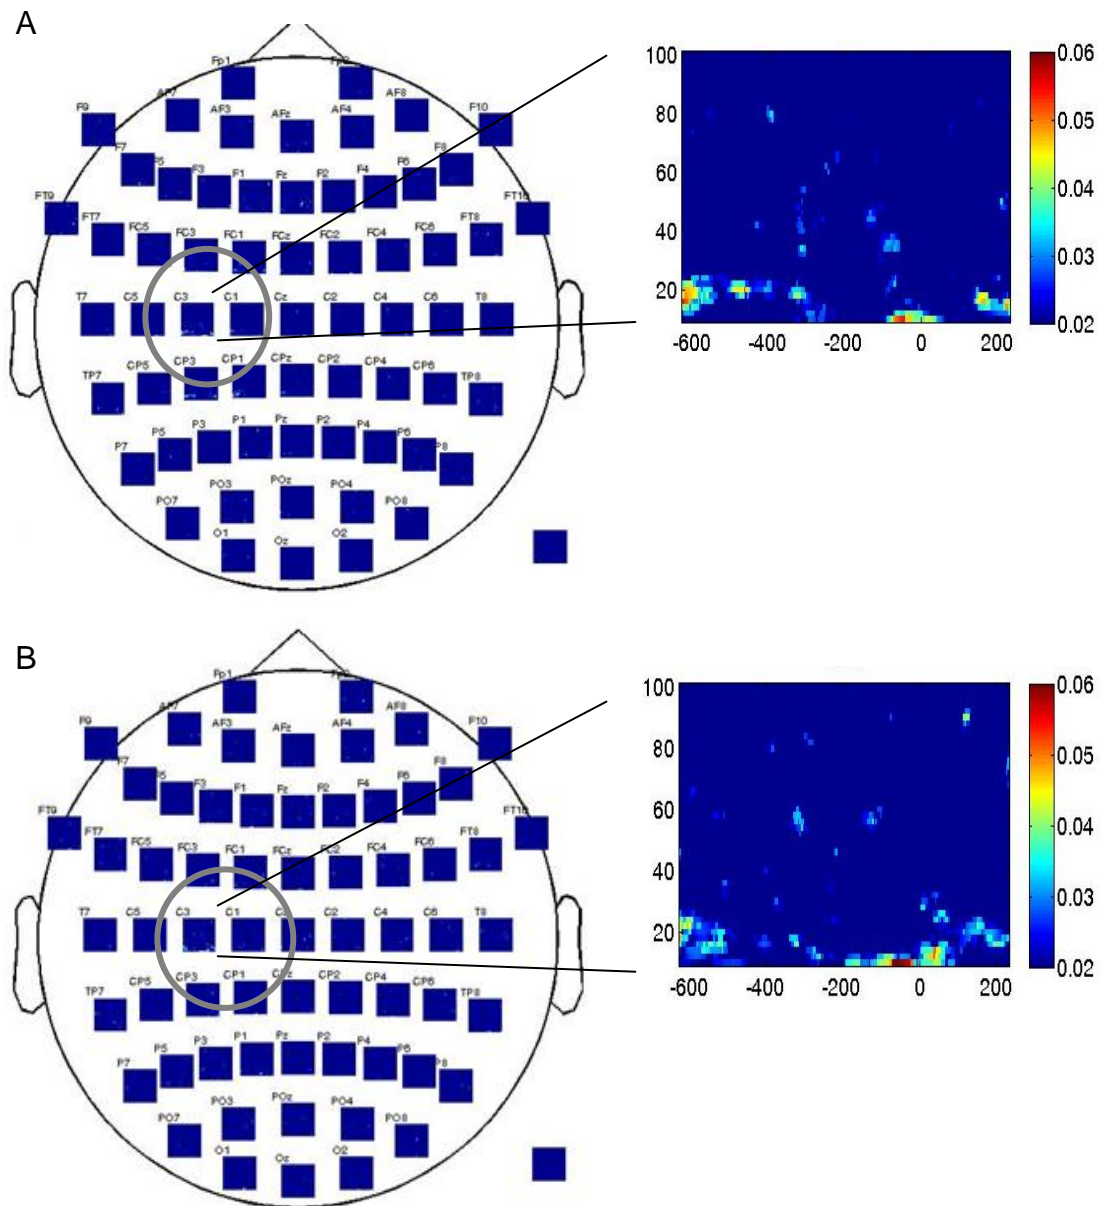 A
Fp1 Fp2
AF7 AF3 AFz AF4 AF8
F9 F10
F7 F5 F3 F1 Fz F2 F4 F6 F8
FT9 FT10
FT7 FC5 FC3 FC1 FCz FC2 FC4 FC6 FT8
T7 C5 C3 C1 Cz C2 C4 C6 T8
TP7 CP5 CP3 CP1 CPz CP2 CP4 CP6 TP8
P7 P5 P3 P1 Pz P2 P4 P6 P8
PO7 PO3 POz PO4 PO8
O1 Oz O2
100
80
60
40
20
-600 -400 -200 0 200
0.06
0.05
0.04
0.03
0.02
B
Fp1
AF7 AF3 AFz AF4 AF8
F9 F10
F7 F3 F1 Fz F2 F4 F6 F8
FT9 FT10
FT7 FC5 FC3 FC1 FCz FC2 FC4 FC6 FT8
T7 C5 C3 C1 C2 C4 C6 T8
TP7 CP5 CP3 CP1 CPz CP2 CP4 CP6 TP8
P7 P5 P3 P1 Pz P2 P4 P6 P8
PO7 PO3 POz PO4 PO8
O1 Oz O2
100
80
60
40
20
-600 -400 -200 0 200
0.06
0.05
0.04
0.03
0.02